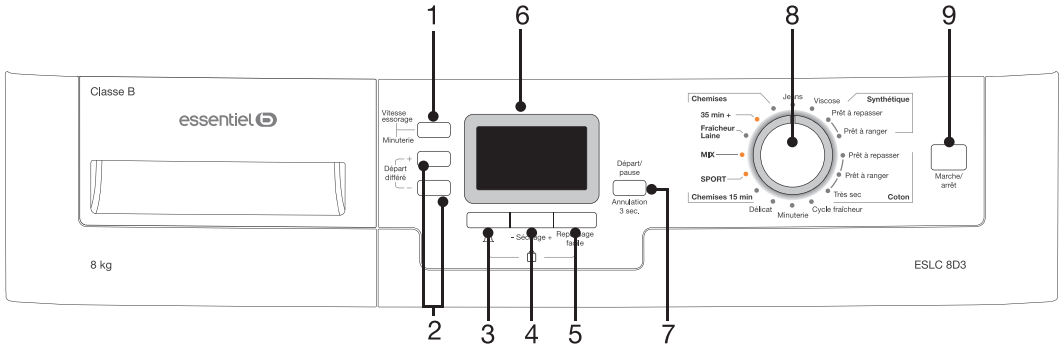 1
6
8
9
Classe B
essentiel b
Vitesse
essorage
Minuterie
+
Départ
différé
-
Départ/
pause
Annulation
3 sec.
- Séchage +
Repassage
facile
Chemises
35 min +
Fraîcheur
Laine
MIX
SPORT
Chemises 15 min
Délicat
Minuterie
Cycle fraîcheur
Jeans
Viscose
Synthétique
Prêt à repasser
Prêt à ranger
Prêt à repasser
Prêt à ranger
Très sec
Coton
Marche/
arrêt
8 kg
ESLC 8D3
2
3
4
5
7